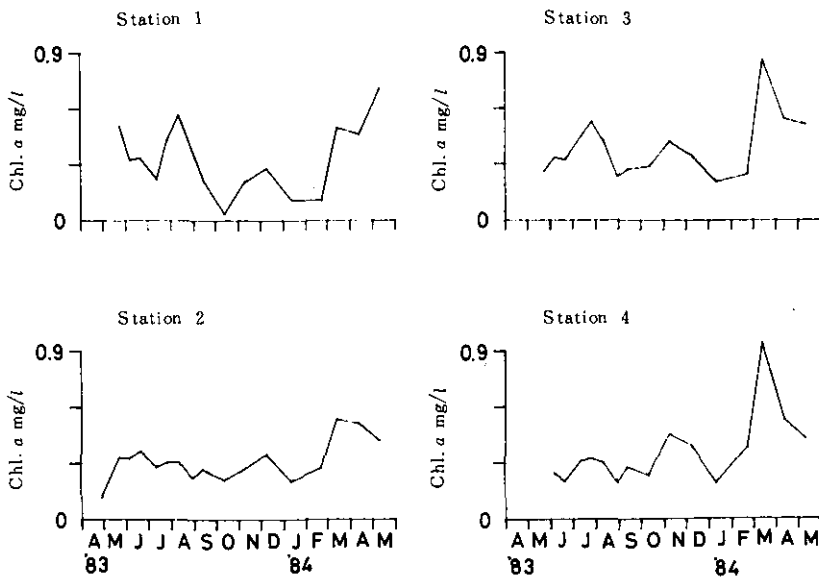 Station 1
0.9
Chl. a mg/l
0
Station 3
0.9
Chl. a mg/l
0
Station 2
0.9
Chl. a mg/l
0
A M J J A S O N D J F M A M
'83 '84
Station 4
0.9
Chl. a mg/l
0
A M J J A S O N D J F M A M
'83 '84